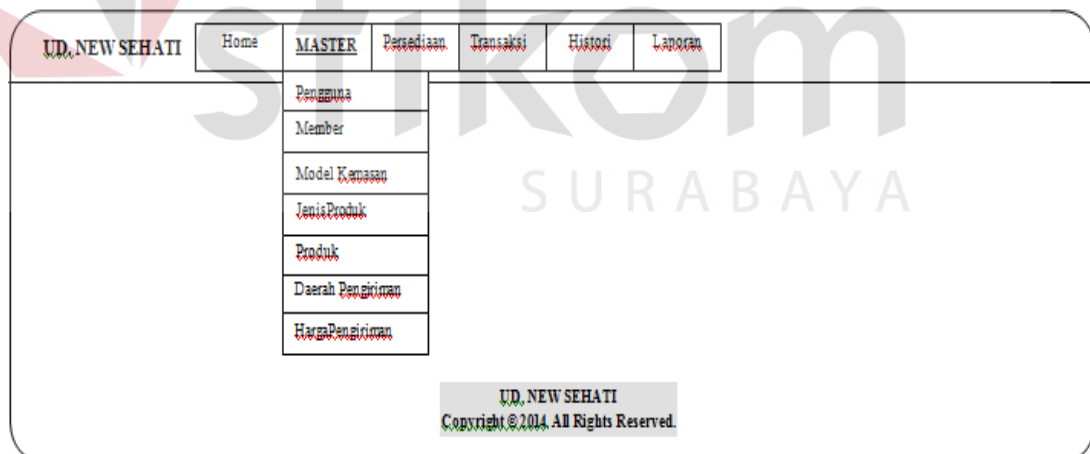 stikom
SURABAYA
UD. NEW SEHATI
Home MASTER Persediaan Transaksi Histori Laporan
Pengguna
Member
Model Kemasan
JenisProduk
Produk
Daerah Pengiriman
HargaPengiriman
UD. NEW SEHATI
Copyright © 2014. All Rights Reserved.